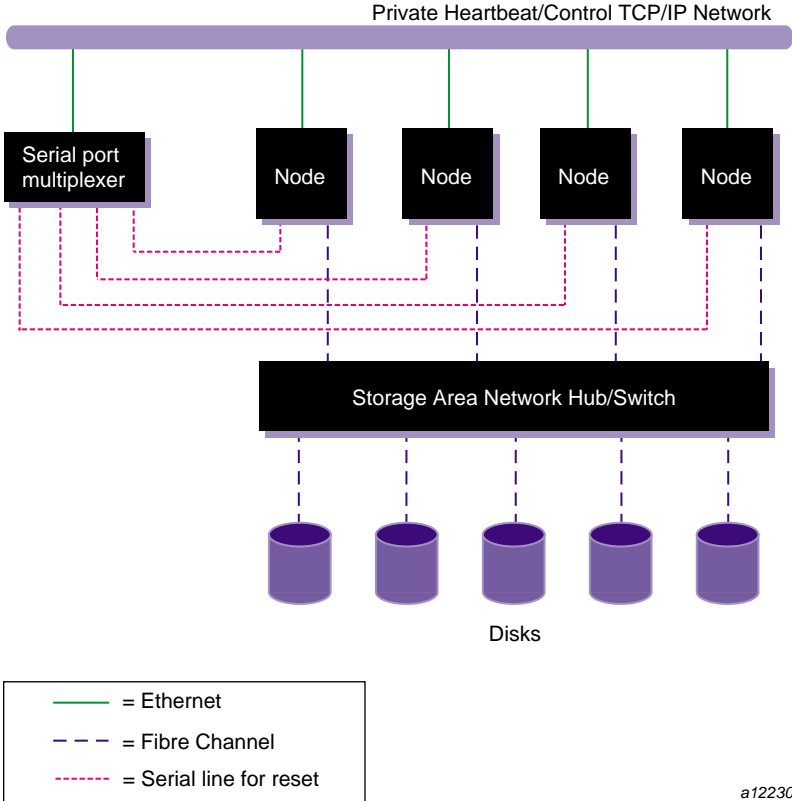 Private Heartbeat/Control TCP/IP Network
Serial port
multiplexer
Node
Node
Node
Node
Storage Area Network Hub/Switch
Disks
= Ethernet
= Fibre Channel
= Serial line for reset
a12230